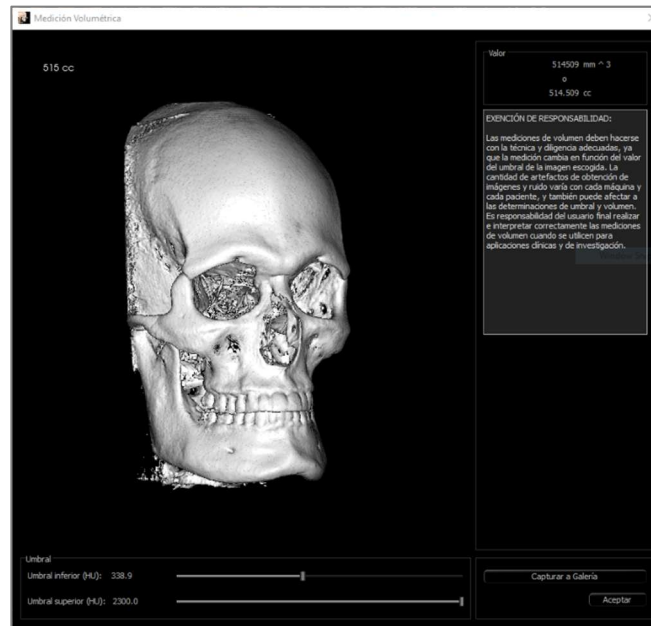 Medición Volumétrica
515 cc
Valor
514509 mm ^ 3
o
514.509 cc
EXENCIÓN DE RESPONSABILIDAD:
Las mediciones de volumen deben hacerse
con la técnica y diligencia adecuadas, ya
que la medición cambia en función del valor
del umbral de la imagen escogida. La
cantidad de artefactos de obtención de
imágenes y ruido varía con cada máquina y
cada paciente, y también puede afectar a
las determinaciones de umbral y volumen.
Es responsabilidad del usuario final realizar
e interpretar correctamente las mediciones
de volumen cuando se utilicen para
aplicaciones clínicas y de investigación.
Window
Umbral
Umbral inferior (HU): 338.9
Umbral superior (HU): 2300.0
Capturar a Galería
Aceptar